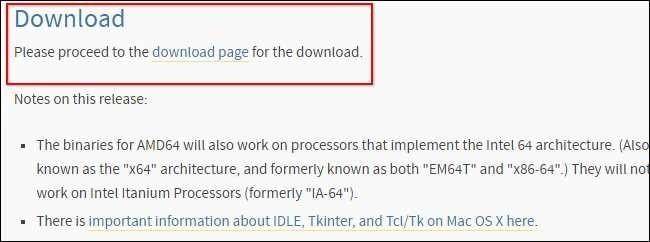 Download
Please proceed to the download page for the download.
Notes on this release:
The binaries for AMD64 will also work on processors that implement the Intel 64 architecture. (Also
known as the "x64" architecture, and formerly known as both "EM64T" and "x86-64".) They will not
work on Intel Itanium Processors (formerly "IA-64").
There is important information about IDLE, Tkinter, and Tcl/Tk on Mac OS X here.